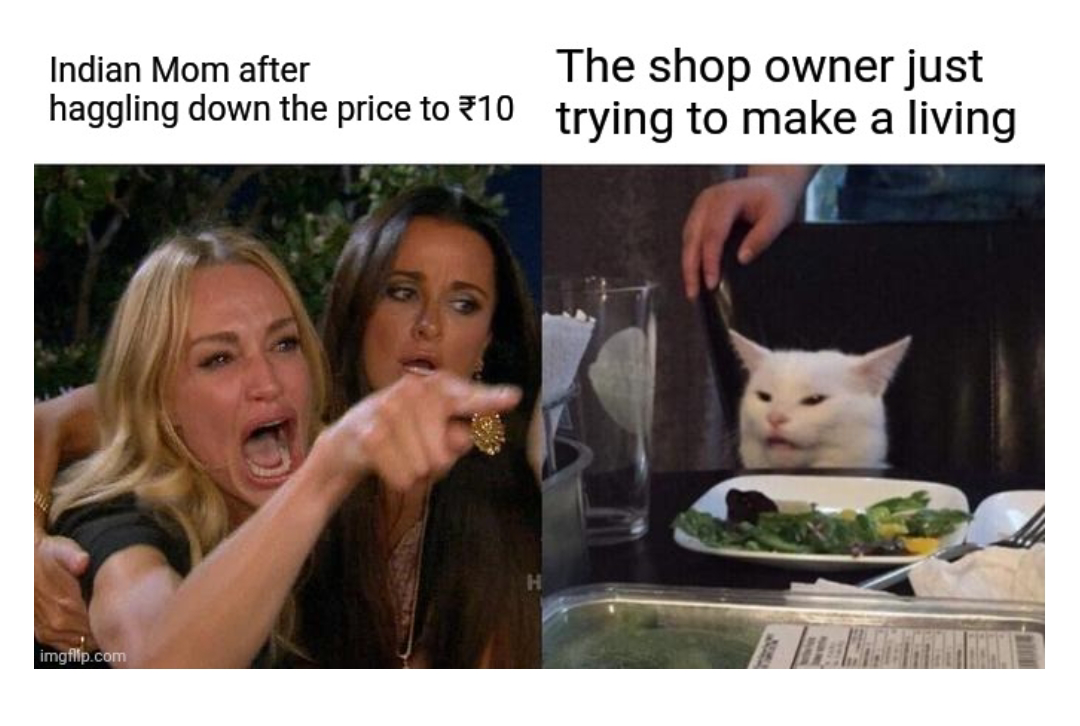 Indian Mom after
haggling down the price to ₹10
The shop owner just
trying to make a living
H
imgflip.com